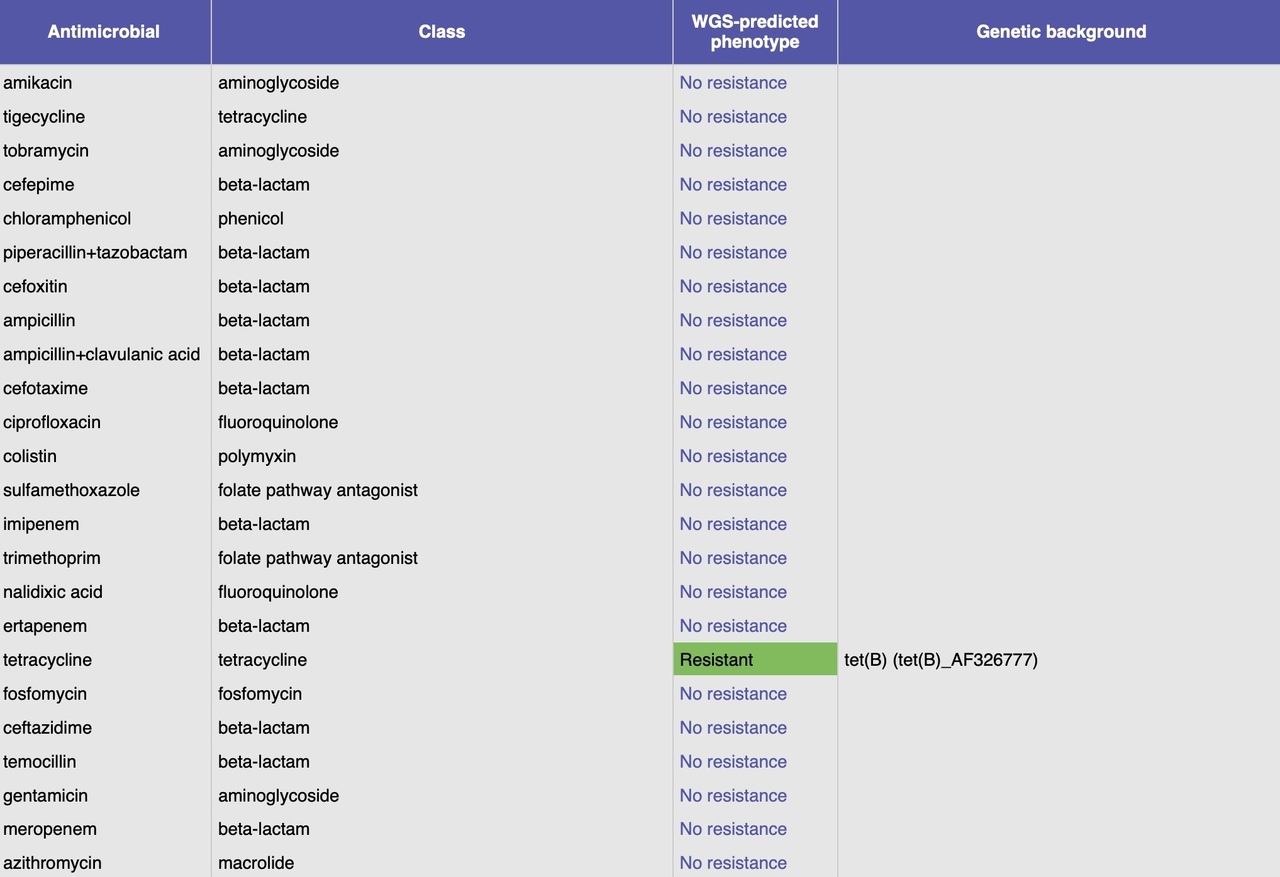 Antimicrobial Class WGS-predicted phenotype Genetic background
amikacin aminoglycoside No resistance
tigecycline tetracycline No resistance
tobramycin aminoglycoside No resistance
cefepime beta-lactam No resistance
chloramphenicol phenicol No resistance
piperacillin+tazobactam beta-lactam No resistance
cefoxitin beta-lactam No resistance
ampicillin beta-lactam No resistance
ampicillin+clavulanic acid beta-lactam No resistance
cefotaxime beta-lactam No resistance
ciprofloxacin fluoroquinolone No resistance
colistin polymyxin No resistance
sulfamethoxazole folate pathway antagonist No resistance
imipenem beta-lactam No resistance
trimethoprim folate pathway antagonist No resistance
nalidixic acid fluoroquinolone No resistance
ertapenem beta-lactam No resistance
tetracycline tetracycline Resistant tet(B) (tet(B)_AF326777)
fosfomycin fosfomycin No resistance
ceftazidime beta-lactam No resistance
temocillin beta-lactam No resistance
gentamicin aminoglycoside No resistance
meropenem beta-lactam No resistance
azithromycin macrolide No resistance